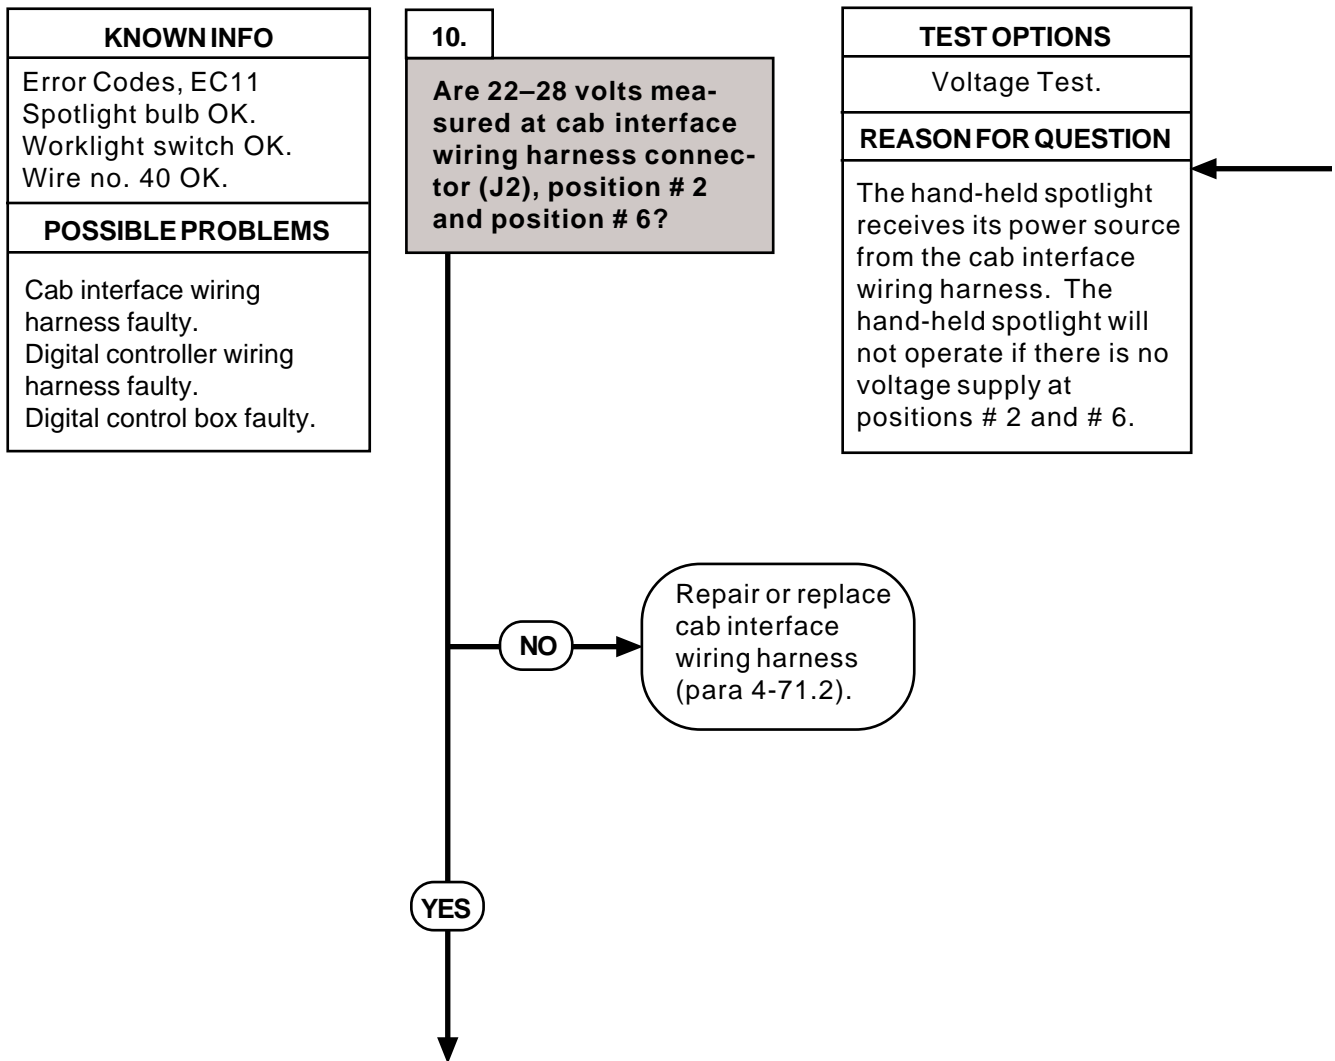 KNOWN INFO
Error Codes, EC11
Spotlight bulb OK.
Worklight switch OK.
Wire no. 40 OK.
POSSIBLE PROBLEMS
Cab interface wiring
harness faulty.
Digital controller wiring
harness faulty.
Digital control box faulty.
10.
Are 22–28 volts mea-
sured at cab interface
wiring harness connec-
tor (J2), position # 2
and position # 6?
TEST OPTIONS
Voltage Test.
REASON FOR QUESTION
The hand-held spotlight
receives its power source
from the cab interface
wiring harness. The
hand-held spotlight will
not operate if there is no
voltage supply at
positions # 2 and # 6.
NO
Repair or replace
cab interface
wiring harness
(para 4-71.2).
YES